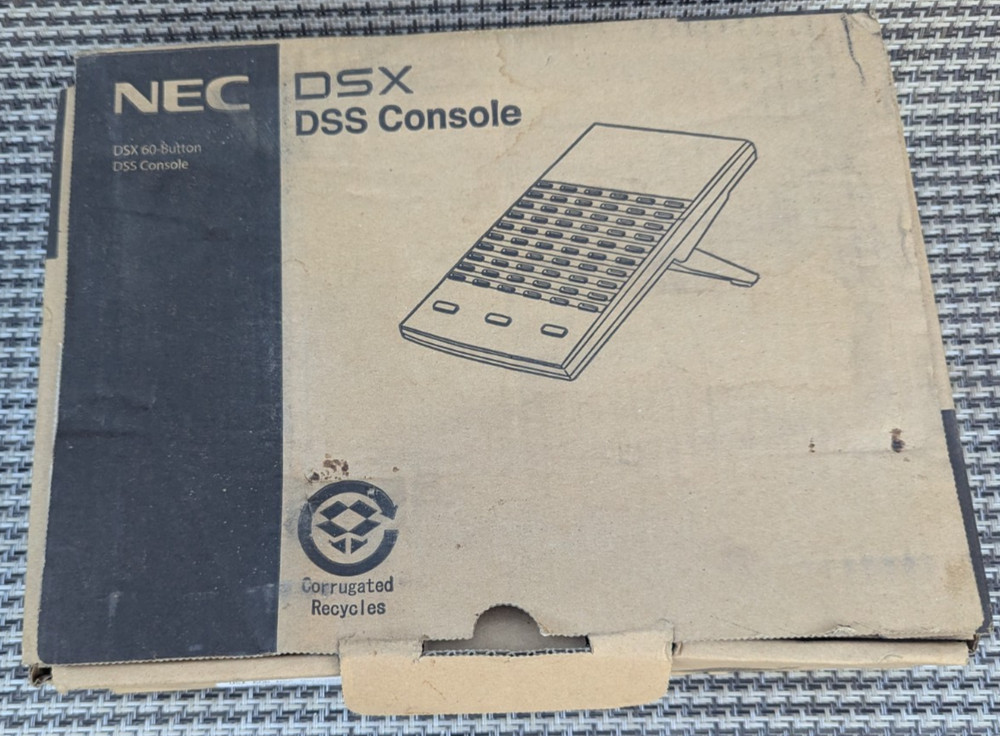 NEC
DSX 60-Button
DSS Console
DSX
DSS Console
Corrugated
Recycles